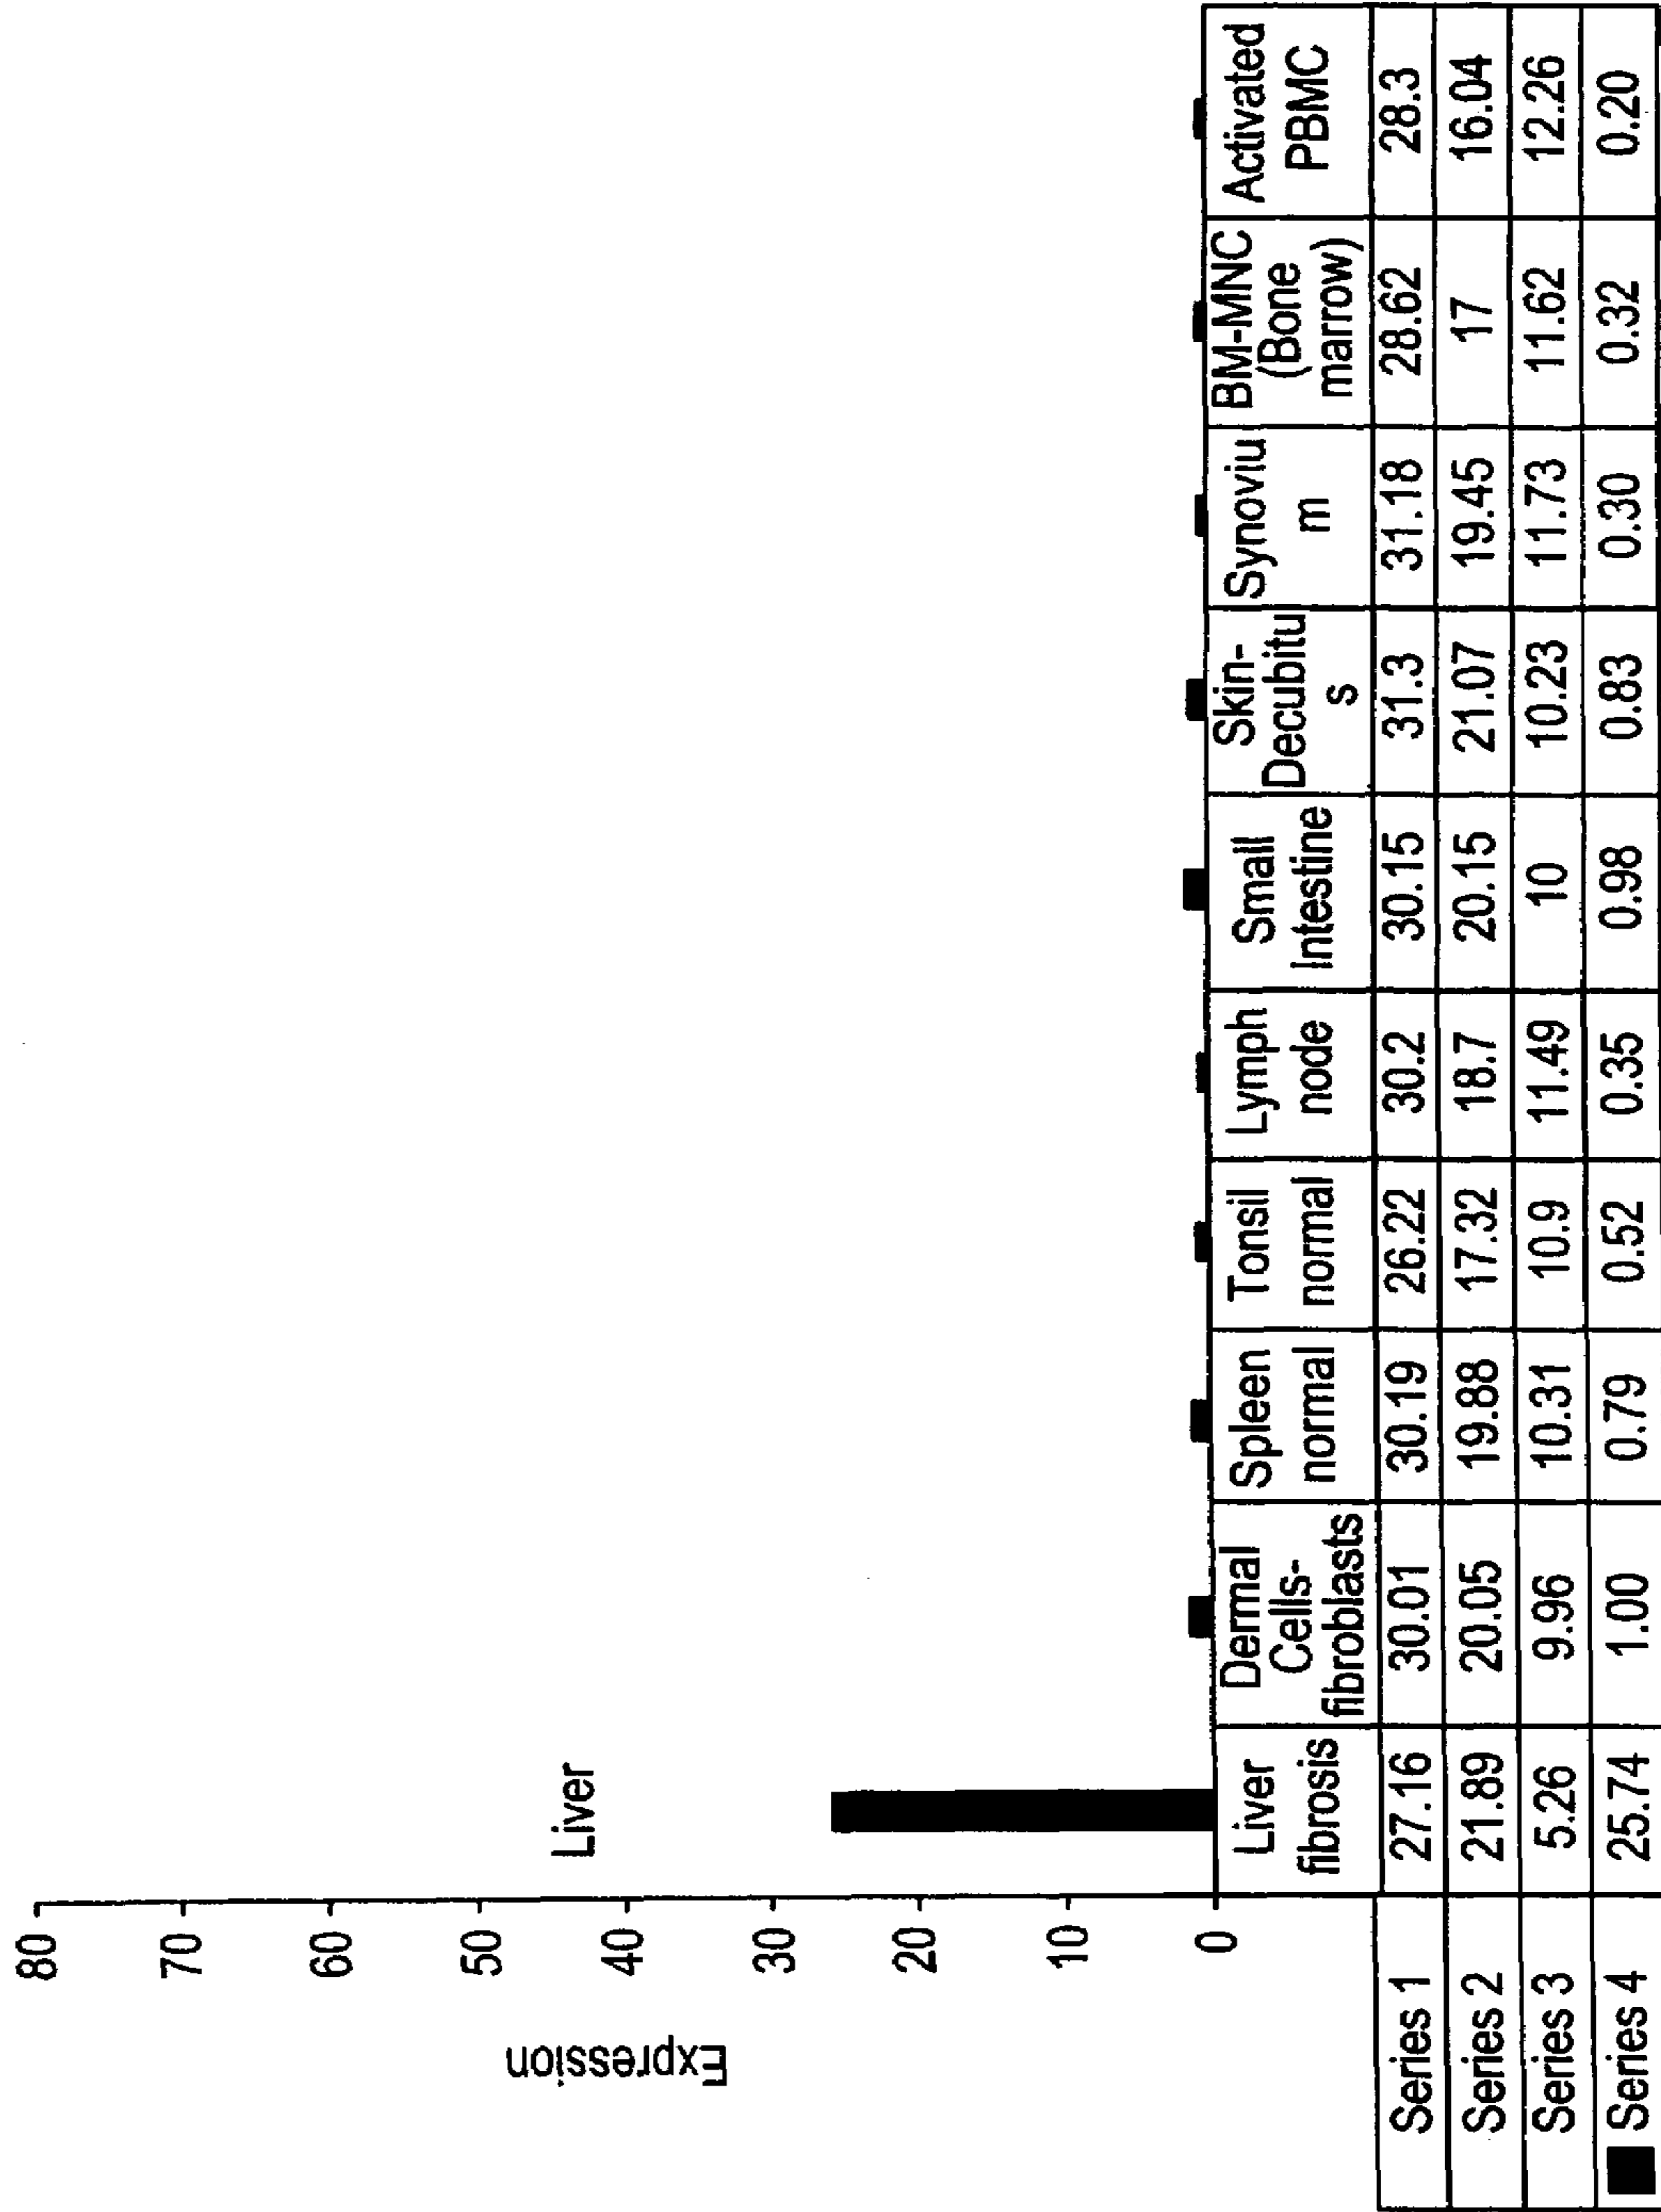 80
70
60
50
40
30
20
10
0
Expression
Liver
Liver fibrosis | Dermal Cells- fibroblasts | Spleen normal | Tonsil normal | Lymph node | Small Intestine | Skin- Decubitu s | Synoviu m | BM-MNC (Bone marrow) | Activated PBMC
Series 1 27.16 30.01 30.19 26.22 30.2 30.15 31.3 31.18 28.62 28.3
Series 2 21.89 20.05 19.88 17.32 18.7 20.15 21.07 19.45 17 16.04
Series 3 5.26 9.96 10.31 10.9 11.49 10 10.23 11.73 11.62 12.26
Series 4 25.74 1.00 0.79 0.52 0.35 0.98 0.83 0.30 0.32 0.20